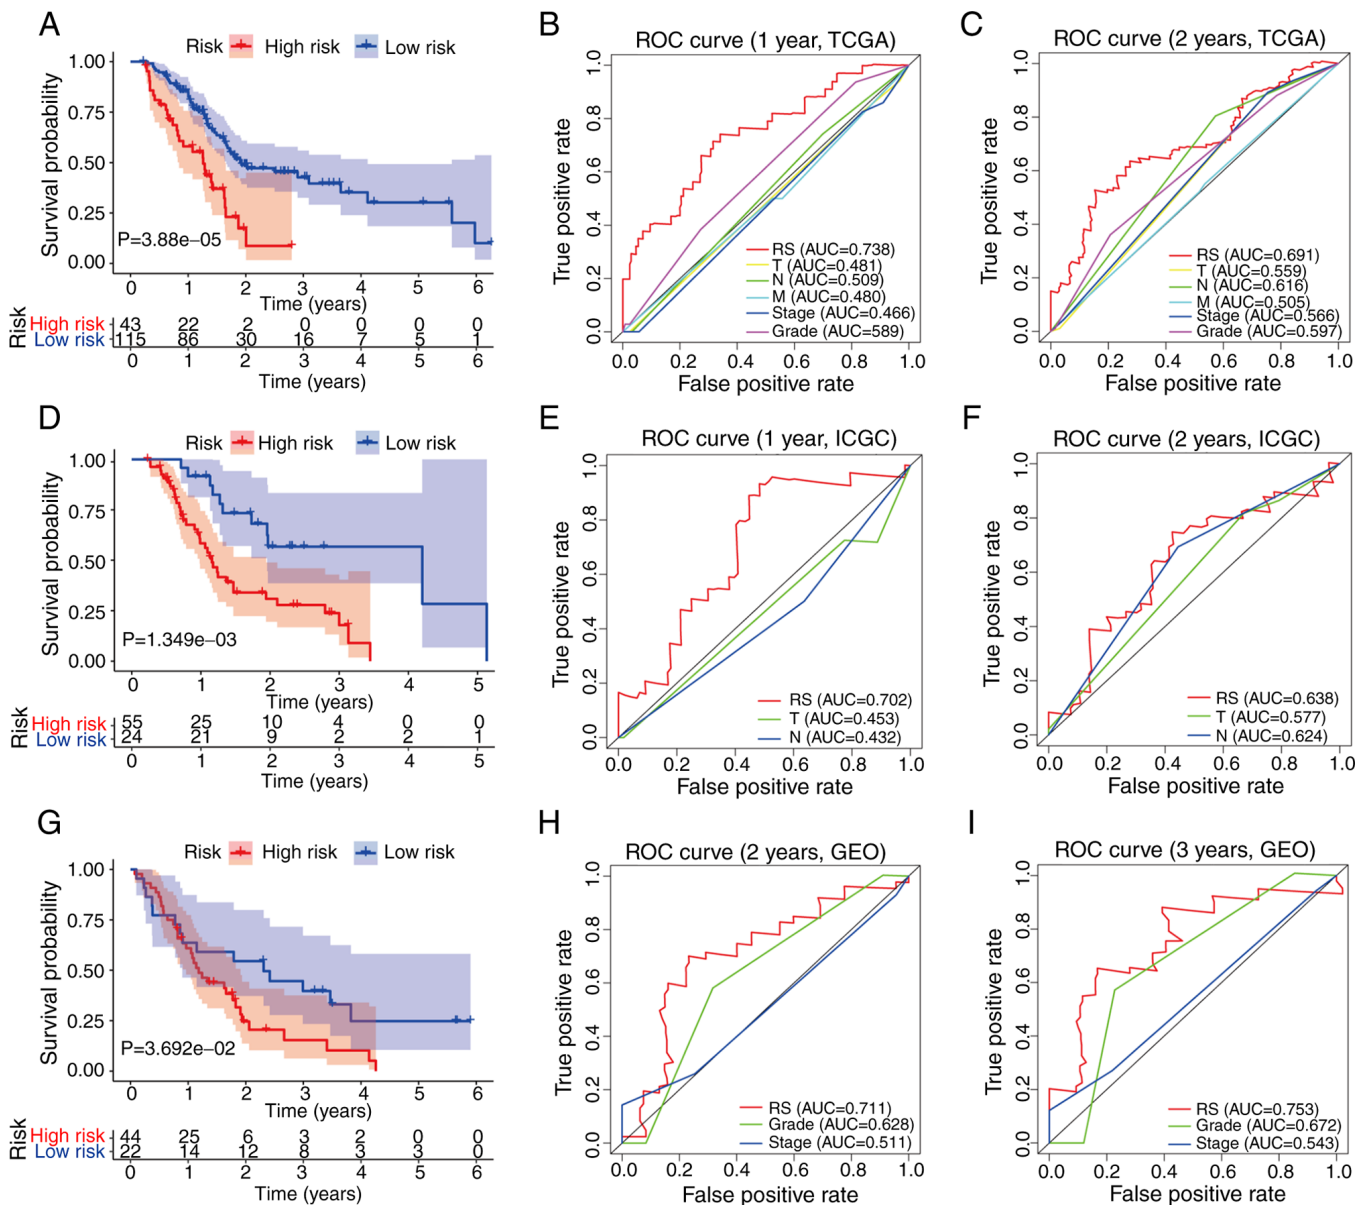 A
Risk High risk Low risk
Survival probability
1.00
0.75
0.50
0.25
0.00
P=3.88e−05
0 1 2 3 4 5 6
Time (years)
Risk
High risk 43 22 2 0 0 0 0
Low risk 115 86 30 16 7 5 1
0 1 2 3 4 5 6
Time (years)
B
ROC curve (1 year, TCGA)
True positive rate
1.0
0.8
0.6
0.4
0.2
0.0
RS (AUC=0.738)
T (AUC=0.481)
N (AUC=0.509)
M (AUC=0.480)
Stage (AUC=0.466)
Grade (AUC=589)
0.0 0.2 0.4 0.6 0.8 1.0
False positive rate
C
ROC curve (2 years, TCGA)
True positive rate
1.0
0.8
0.6
0.4
0.2
0.0
RS (AUC=0.691)
T (AUC=0.559)
N (AUC=0.616)
M (AUC=0.505)
Stage (AUC=0.566)
Grade (AUC=0.597)
0.0 0.2 0.4 0.6 0.8 1.0
False positive rate
D
Risk High risk Low risk
Survival probability
1.00
0.75
0.50
0.25
0.00
P=1.349e−03
0 1 2 3 4 5
Time (years)
Risk
High risk 55 25 10 4 0 0
Low risk 24 21 9 2 2 1
0 1 2 3 4 5
Time (years)
E
ROC curve (1 year, ICGC)
True positive rate
1.0
0.8
0.6
0.4
0.2
0.0
RS (AUC=0.702)
T (AUC=0.453)
N (AUC=0.432)
0.0 0.2 0.4 0.6 0.8 1.0
False positive rate
F
ROC curve (2 years, ICGC)
True positive rate
1.0
0.8
0.6
0.4
0.2
0.0
RS (AUC=0.638)
T (AUC=0.577)
N (AUC=0.624)
0.0 0.2 0.4 0.6 0.8 1.0
False positive rate
G
Risk High risk Low risk
Survival probability
1.00
0.75
0.50
0.25
0.00
P=3.692e−02
0 1 2 3 4 5 6
Time (years)
Risk
High risk 44 25 6 3 2 0 0
Low risk 22 14 12 8 3 3 0
0 1 2 3 4 5 6
Time (years)
H
ROC curve (2 years, GEO)
True positive rate
1.0
0.8
0.6
0.4
0.2
0.0
RS (AUC=0.711)
Grade (AUC=0.628)
Stage (AUC=0.511)
0.0 0.2 0.4 0.6 0.8 1.0
False positive rate
I
ROC curve (3 years, GEO)
True positive rate
1.0
0.8
0.6
0.4
0.2
0.0
RS (AUC=0.753)
Grade (AUC=0.672)
Stage (AUC=0.543)
0.0 0.2 0.4 0.6 0.8 1.0
False positive rate